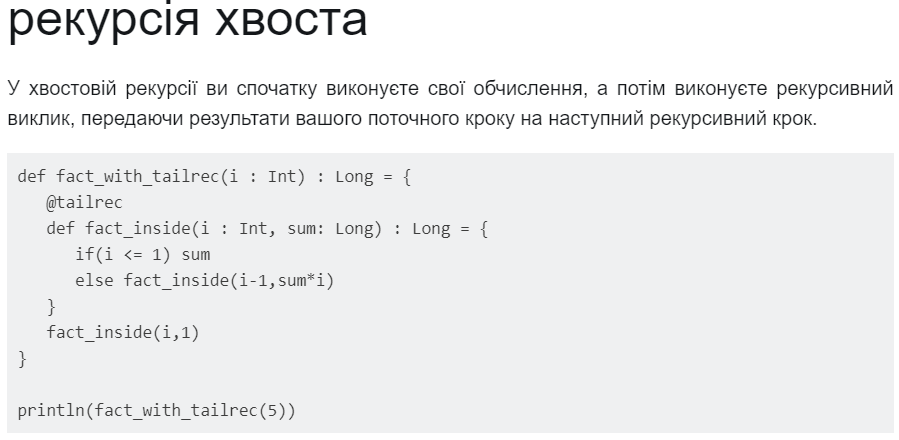 рекурсія хвоста
У хвостовій рекурсії ви спочатку виконуєте свої обчислення, а потім виконуєте рекурсивний
виклик, передаючи результати вашого поточного кроку на наступний рекурсивний крок.
def fact_with_tailrec(i : Int) : Long = {
   @tailrec
   def fact_inside(i : Int, sum: Long) : Long = {
      if(i <= 1) sum
      else fact_inside(i-1,sum*i)
   }
   fact_inside(i,1)
}
println(fact_with_tailrec(5))